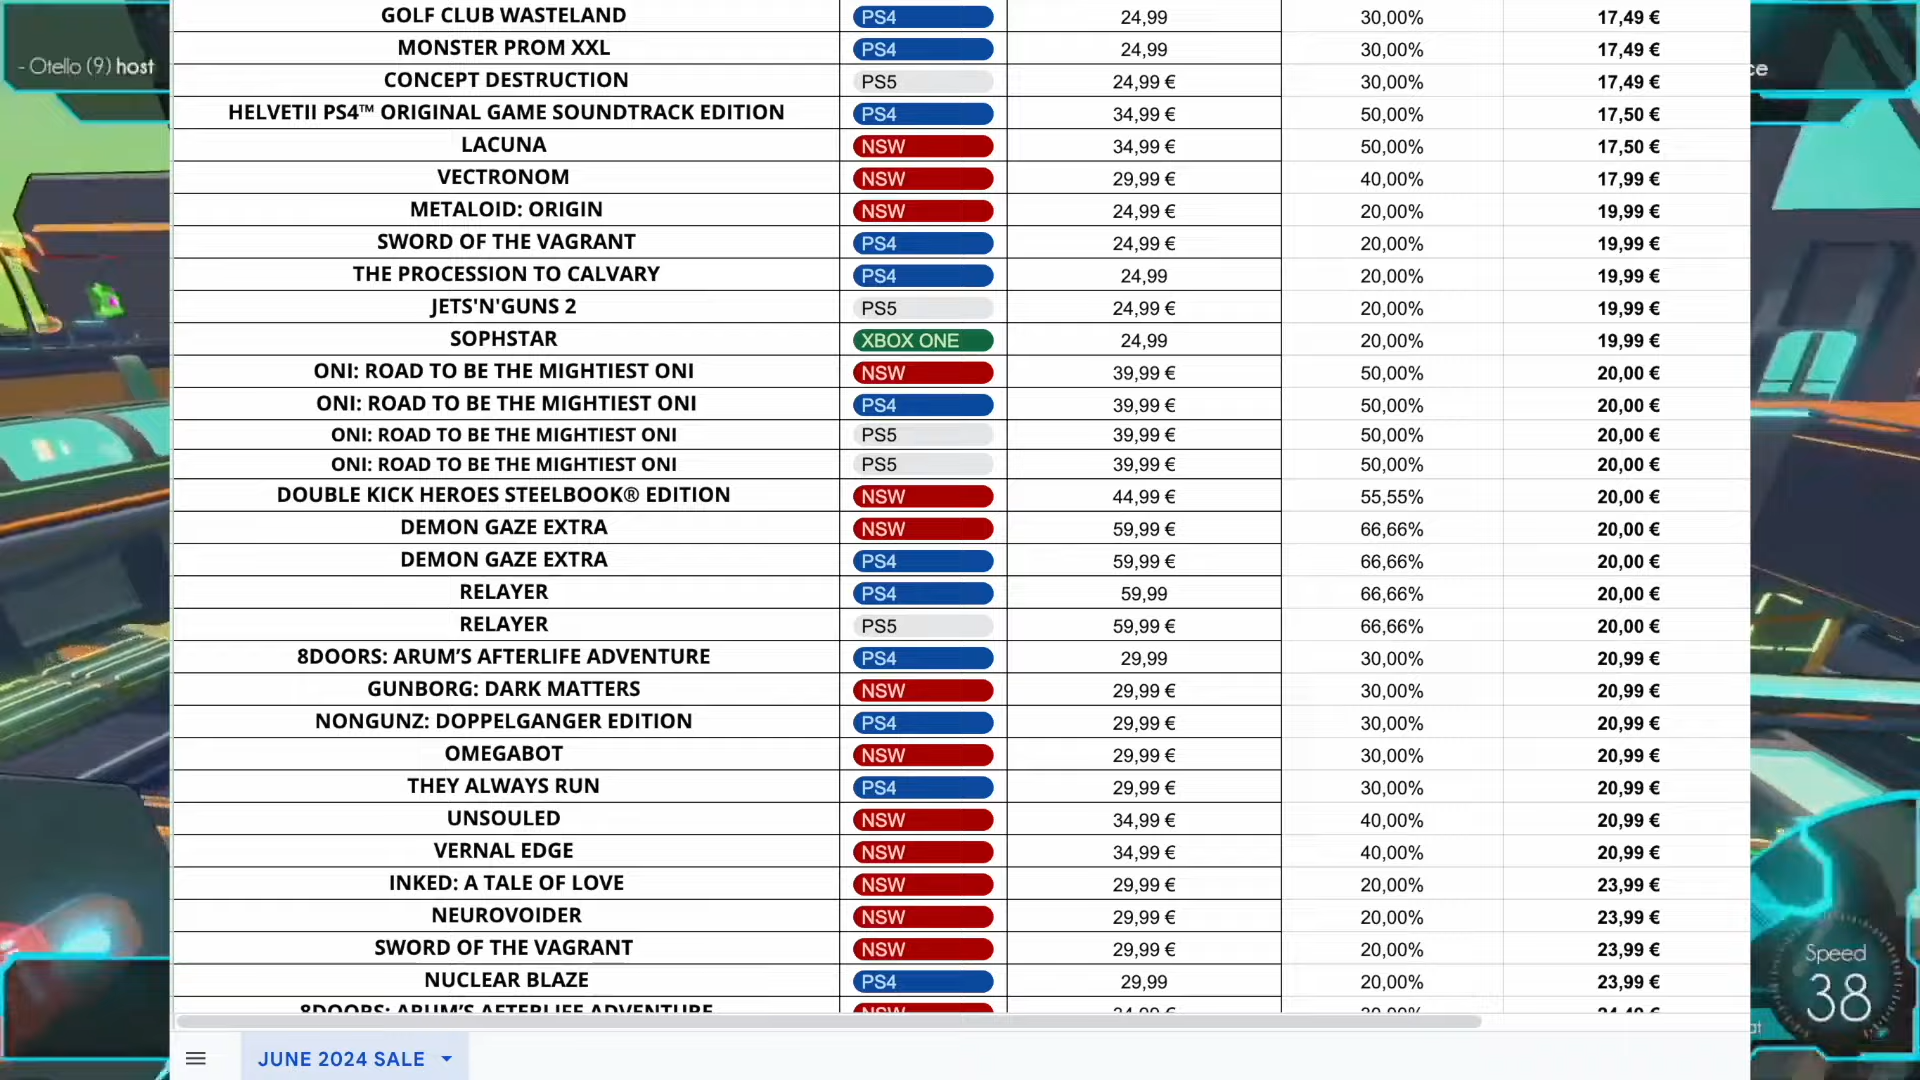 - Otello (9) host
ce
GOLF CLUB WASTELAND PS4 24,99 30,00% 17,49 €
MONSTER PROM XXL PS4 24,99 30,00% 17,49 €
CONCEPT DESTRUCTION PS5 24,99 € 30,00% 17,49 €
HELVETII PS4™ ORIGINAL GAME SOUNDTRACK EDITION PS4 34,99 € 50,00% 17,50 €
LACUNA NSW 34,99 € 50,00% 17,50 €
VECTRONOM NSW 29,99 € 40,00% 17,99 €
METALOID: ORIGIN NSW 24,99 € 20,00% 19,99 €
SWORD OF THE VAGRANT PS4 24,99 € 20,00% 19,99 €
THE PROCESSION TO CALVARY PS4 24,99 20,00% 19,99 €
JETS'N'GUNS 2 PS5 24,99 € 20,00% 19,99 €
SOPHSTAR XBOX ONE 24,99 20,00% 19,99 €
ONI: ROAD TO BE THE MIGHTIEST ONI NSW 39,99 € 50,00% 20,00 €
ONI: ROAD TO BE THE MIGHTIEST ONI PS4 39,99 € 50,00% 20,00 €
ONI: ROAD TO BE THE MIGHTIEST ONI PS5 39,99 € 50,00% 20,00 €
ONI: ROAD TO BE THE MIGHTIEST ONI PS5 39,99 € 50,00% 20,00 €
DOUBLE KICK HEROES STEELBOOK® EDITION NSW 44,99 € 55,55% 20,00 €
DEMON GAZE EXTRA NSW 59,99 € 66,66% 20,00 €
DEMON GAZE EXTRA PS4 59,99 € 66,66% 20,00 €
RELAYER PS4 59,99 66,66% 20,00 €
RELAYER PS5 59,99 € 66,66% 20,00 €
8DOORS: ARUM’S AFTERLIFE ADVENTURE PS4 29,99 30,00% 20,99 €
GUNBORG: DARK MATTERS NSW 29,99 € 30,00% 20,99 €
NONGUNZ: DOPPELGANGER EDITION PS4 29,99 € 30,00% 20,99 €
OMEGABOT NSW 29,99 € 30,00% 20,99 €
THEY ALWAYS RUN PS4 29,99 € 30,00% 20,99 €
UNSOULED NSW 34,99 € 40,00% 20,99 €
VERNAL EDGE NSW 34,99 € 40,00% 20,99 €
INKED: A TALE OF LOVE NSW 29,99 € 20,00% 23,99 €
NEUROVOIDER NSW 29,99 € 20,00% 23,99 €
SWORD OF THE VAGRANT NSW 29,99 € 20,00% 23,99 €
NUCLEAR BLAZE PS4 29,99 20,00% 23,99 €
8DOORS: ARUM’S AFTERLIFE ADVENTURE NSW
Speed
38
at
JUNE 2024 SALE